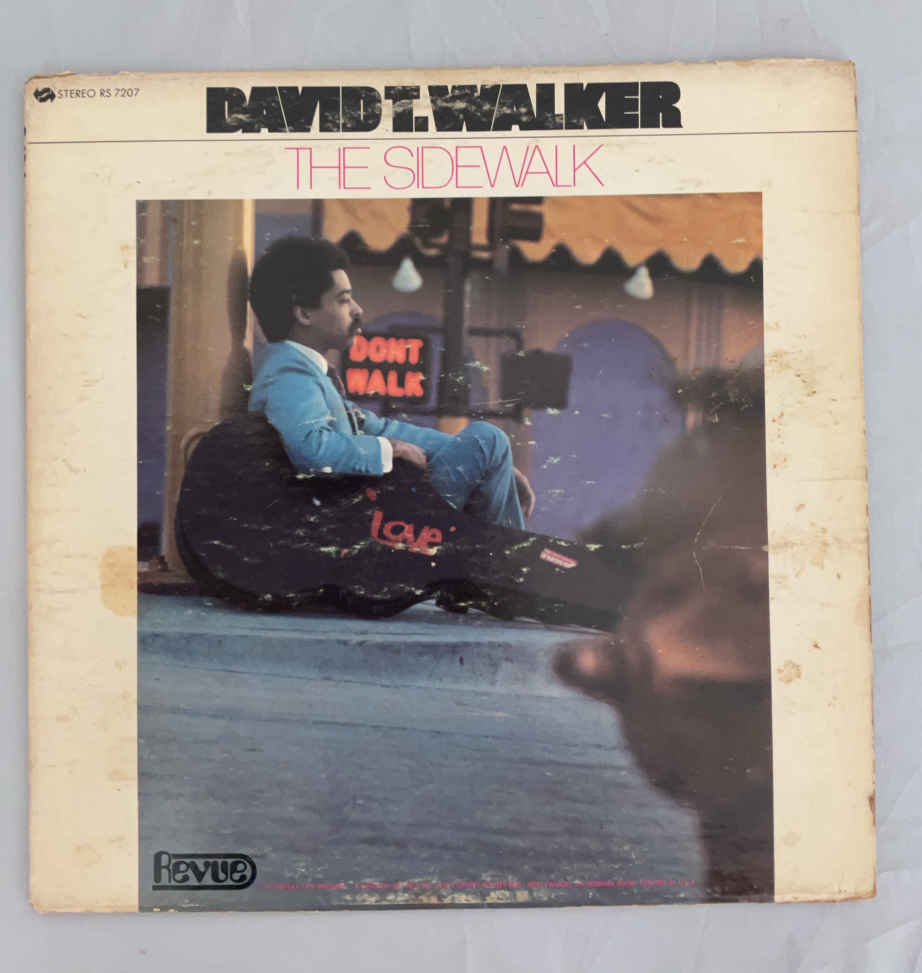 STEREO RS 7207
DAVID T. WALKER
THE SIDEWALK
DONT
WALK
Love
Revue